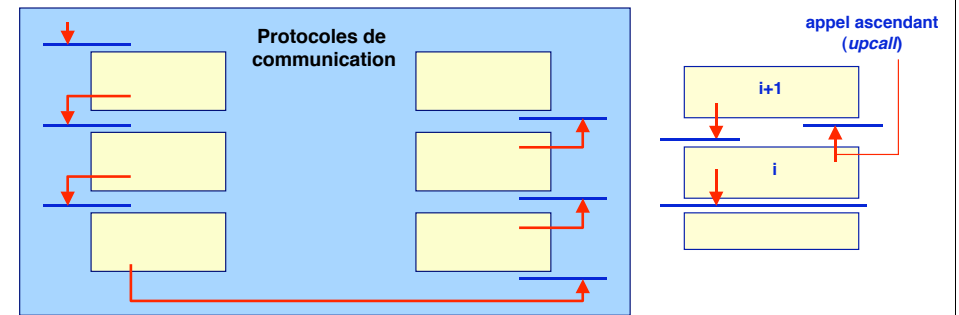 Protocoles de
communication
appel ascendant
(upcall)
i+1
i